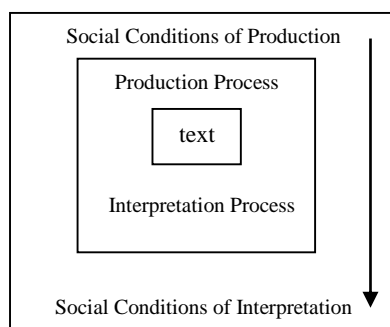 Social Conditions of Production
Production Process
text
Interpretation Process
Social Conditions of Interpretation